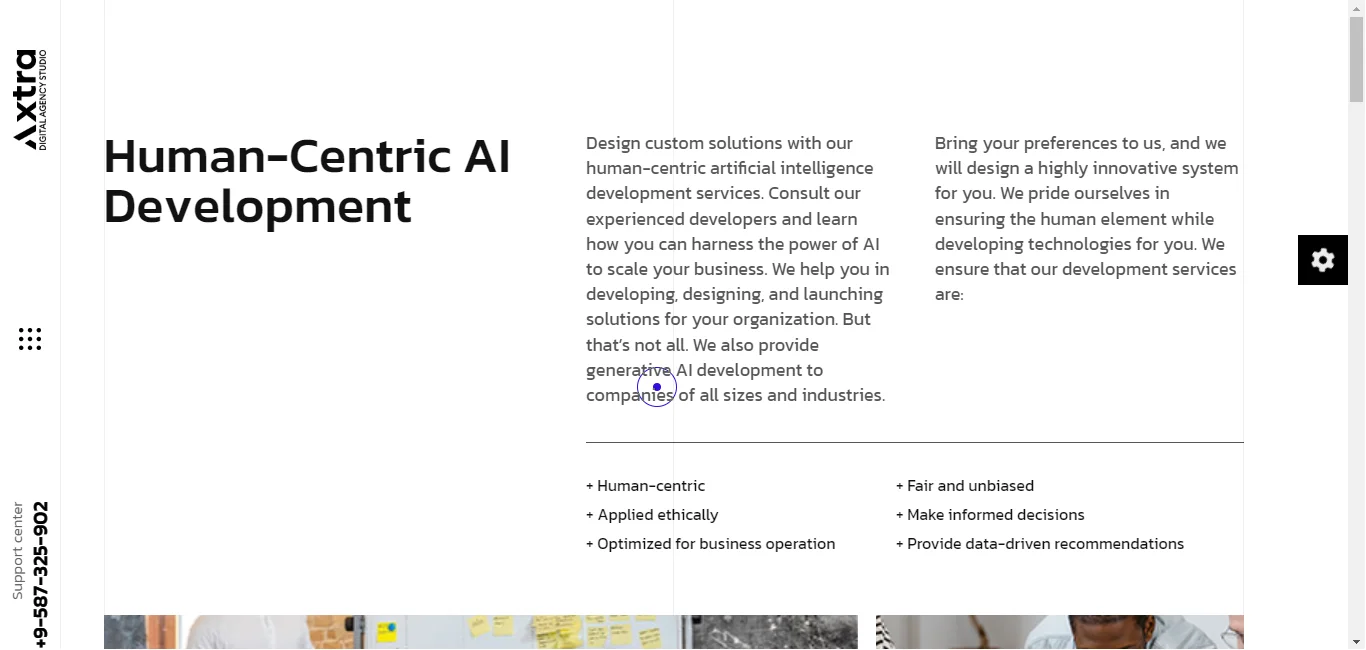 Axtra
DIGITAL AGENCY STUDIO
Support center
+9-587-325-902
Human-Centric AI
Development
Design custom solutions with our
human-centric artificial intelligence
development services. Consult our
experienced developers and learn
how you can harness the power of AI
to scale your business. We help you in
developing, designing, and launching
solutions for your organization. But
that's not all. We also provide
generative AI development to
companies of all sizes and industries.
Bring your preferences to us, and we
will design a highly innovative system
for you. We pride ourselves in
ensuring the human element while
developing technologies for you. We
ensure that our development services
are:
+ Human-centric
+ Applied ethically
+ Optimized for business operation
+ Fair and unbiased
+ Make informed decisions
+ Provide data-driven recommendations